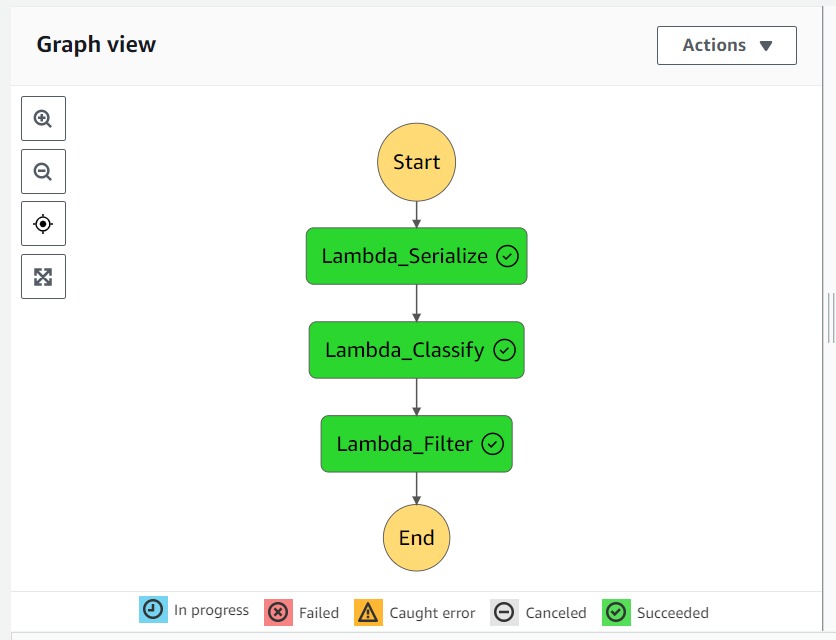 Graph view
Actions
Start
Lambda_Serialize
Lambda_Classify
Lambda_Filter
End
In progress Failed Caught error Canceled Succeeded